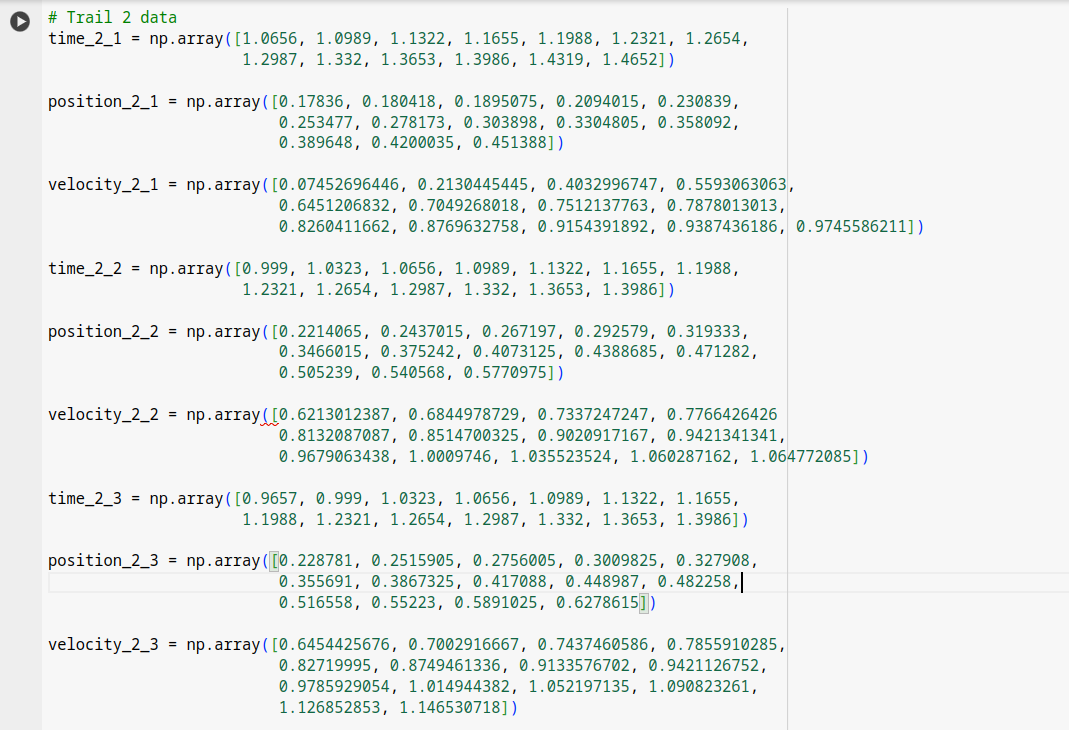 # Trail 2 data
time_2_1 = np.array([1.0656, 1.0989, 1.1322, 1.1655, 1.1988, 1.2321, 1.2654,
1.2987, 1.332, 1.3653, 1.3986, 1.4319, 1.4652])
position_2_1 = np.array([0.17836, 0.180418, 0.1895075, 0.2094015, 0.230839,
0.253477, 0.278173, 0.303898, 0.3304805, 0.358092,
0.389648, 0.4200035, 0.451388])
velocity_2_1 = np.array([0.07452696446, 0.2130445445, 0.4032996747, 0.5593063063,
0.6451206832, 0.7049268018, 0.7512137763, 0.7878013013,
0.8260411662, 0.8769632758, 0.9154391892, 0.9387436186, 0.9745586211])
time_2_2 = np.array([0.999, 1.0323, 1.0656, 1.0989, 1.1322, 1.1655, 1.1988,
1.2321, 1.2654, 1.2987, 1.332, 1.3653, 1.3986])
position_2_2 = np.array([0.2214065, 0.2437015, 0.267197, 0.292579, 0.319333,
0.3466015, 0.375242, 0.4073125, 0.4388685, 0.471282,
0.505239, 0.540568, 0.5770975])
velocity_2_2 = np.array([0.6213012387, 0.6844978729, 0.7337247247, 0.7766426426
0.8132087087, 0.8514700325, 0.9020917167, 0.9421341341,
0.9679063438, 1.0009746, 1.035523524, 1.060287162, 1.064772085])
time_2_3 = np.array([0.9657, 0.999, 1.0323, 1.0656, 1.0989, 1.1322, 1.1655,
1.1988, 1.2321, 1.2654, 1.2987, 1.332, 1.3653, 1.3986])
position_2_3 = np.array([0.228781, 0.2515905, 0.2756005, 0.3009825, 0.327908,
0.355691, 0.3867325, 0.417088, 0.448987, 0.482258,
0.516558, 0.55223, 0.5891025, 0.6278615])
velocity_2_3 = np.array([0.6454425676, 0.7002916667, 0.7437460586, 0.7855910285,
0.82719995, 0.8749461336, 0.9133576702, 0.9421126752,
0.9785929054, 1.014944382, 1.052197135, 1.090823261,
1.126852853, 1.146530718])